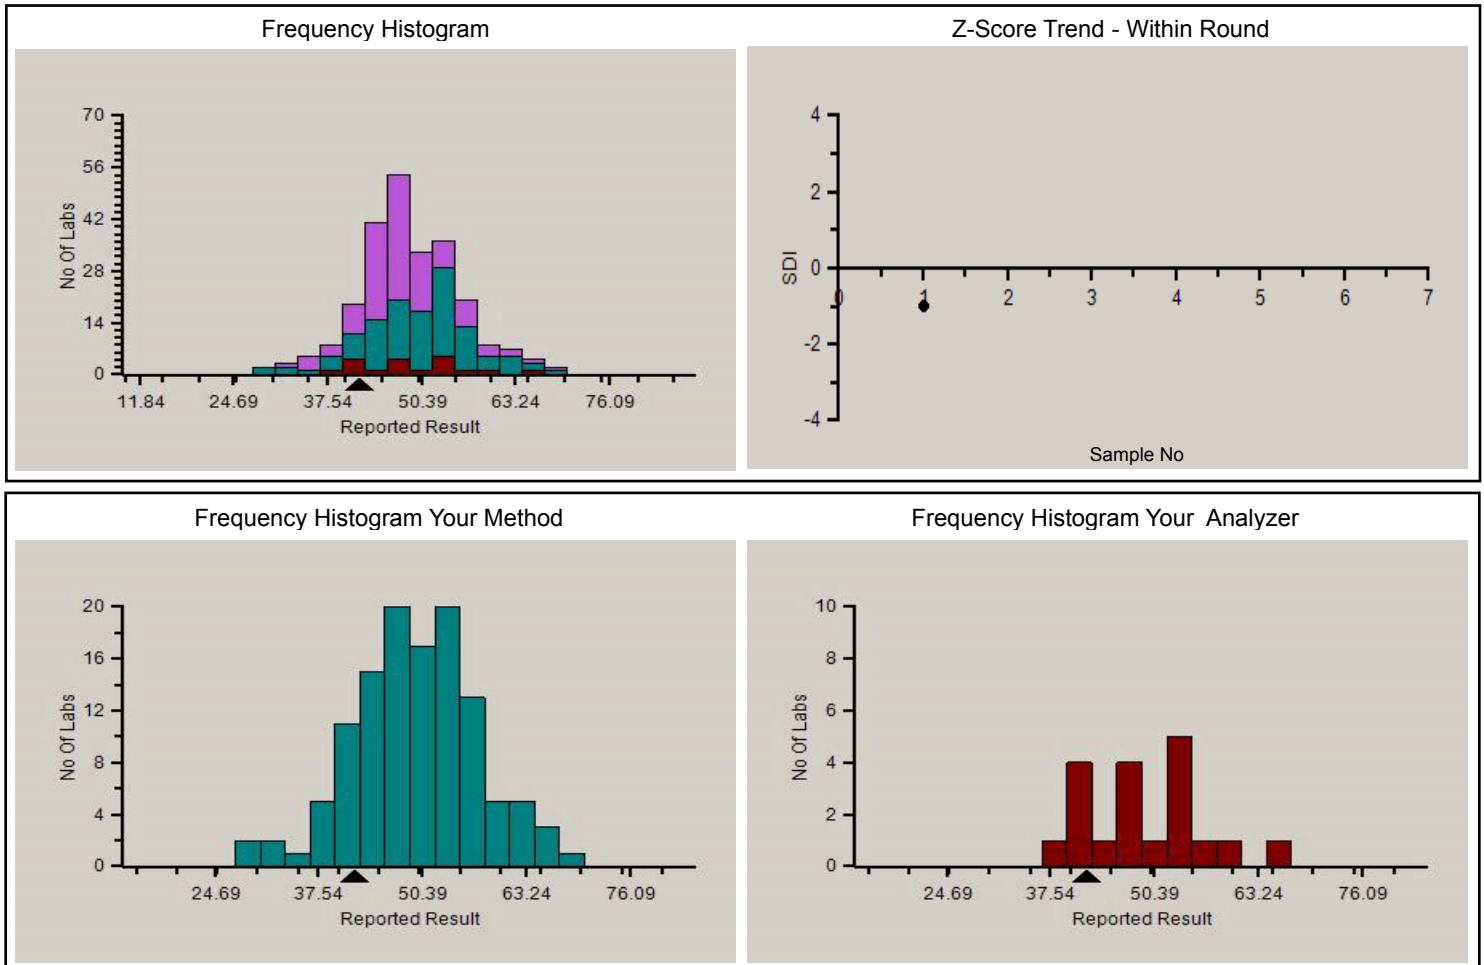 Frequency Histogram
70
56
42
28
14
0
No Of Labs
11.84 24.69 37.54 50.39 63.24 76.09
Reported Result
Z-Score Trend - Within Round
4
2
0
-2
-4
SDI
0 1 2 3 4 5 6 7
Sample No
Frequency Histogram Your Method
20
16
12
8
4
0
No Of Labs
24.69 37.54 50.39 63.24 76.09
Reported Result
Frequency Histogram Your Analyzer
10
8
6
4
2
0
No Of Labs
24.69 37.54 50.39 63.24 76.09
Reported Result